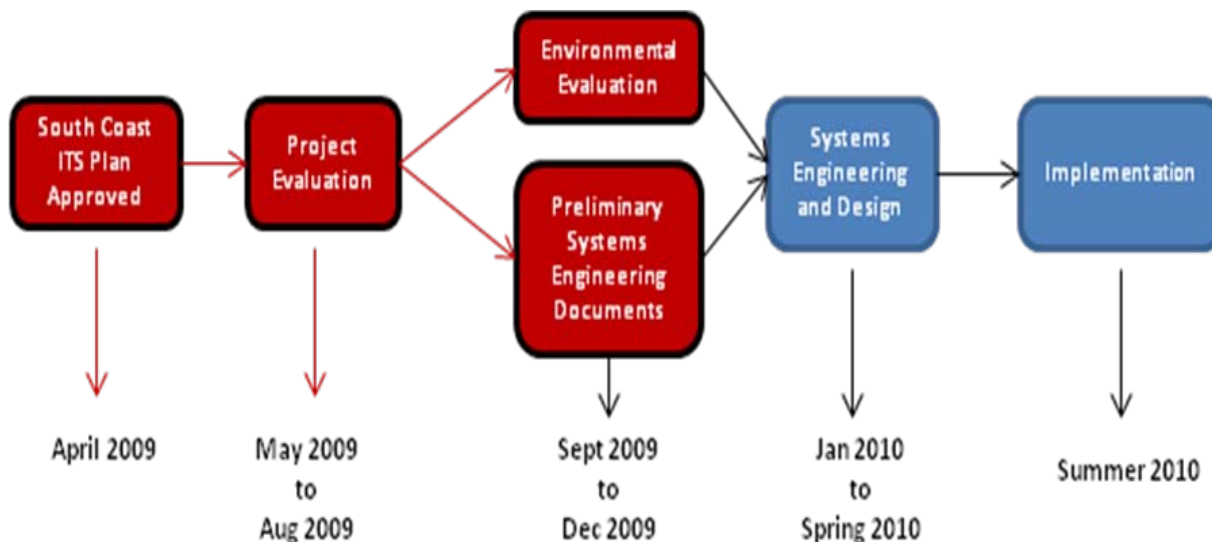 South Coast
ITS Plan
Approved
Project
Evaluation
Environmental
Evaluation
Preliminary
Systems
Engineering
Documents
Systems
Engineering
and Design
Implementation
April 2009
May 2009
to
Aug 2009
Sept 2009
to
Dec 2009
Jan 2010
to
Spring 2010
Summer 2010